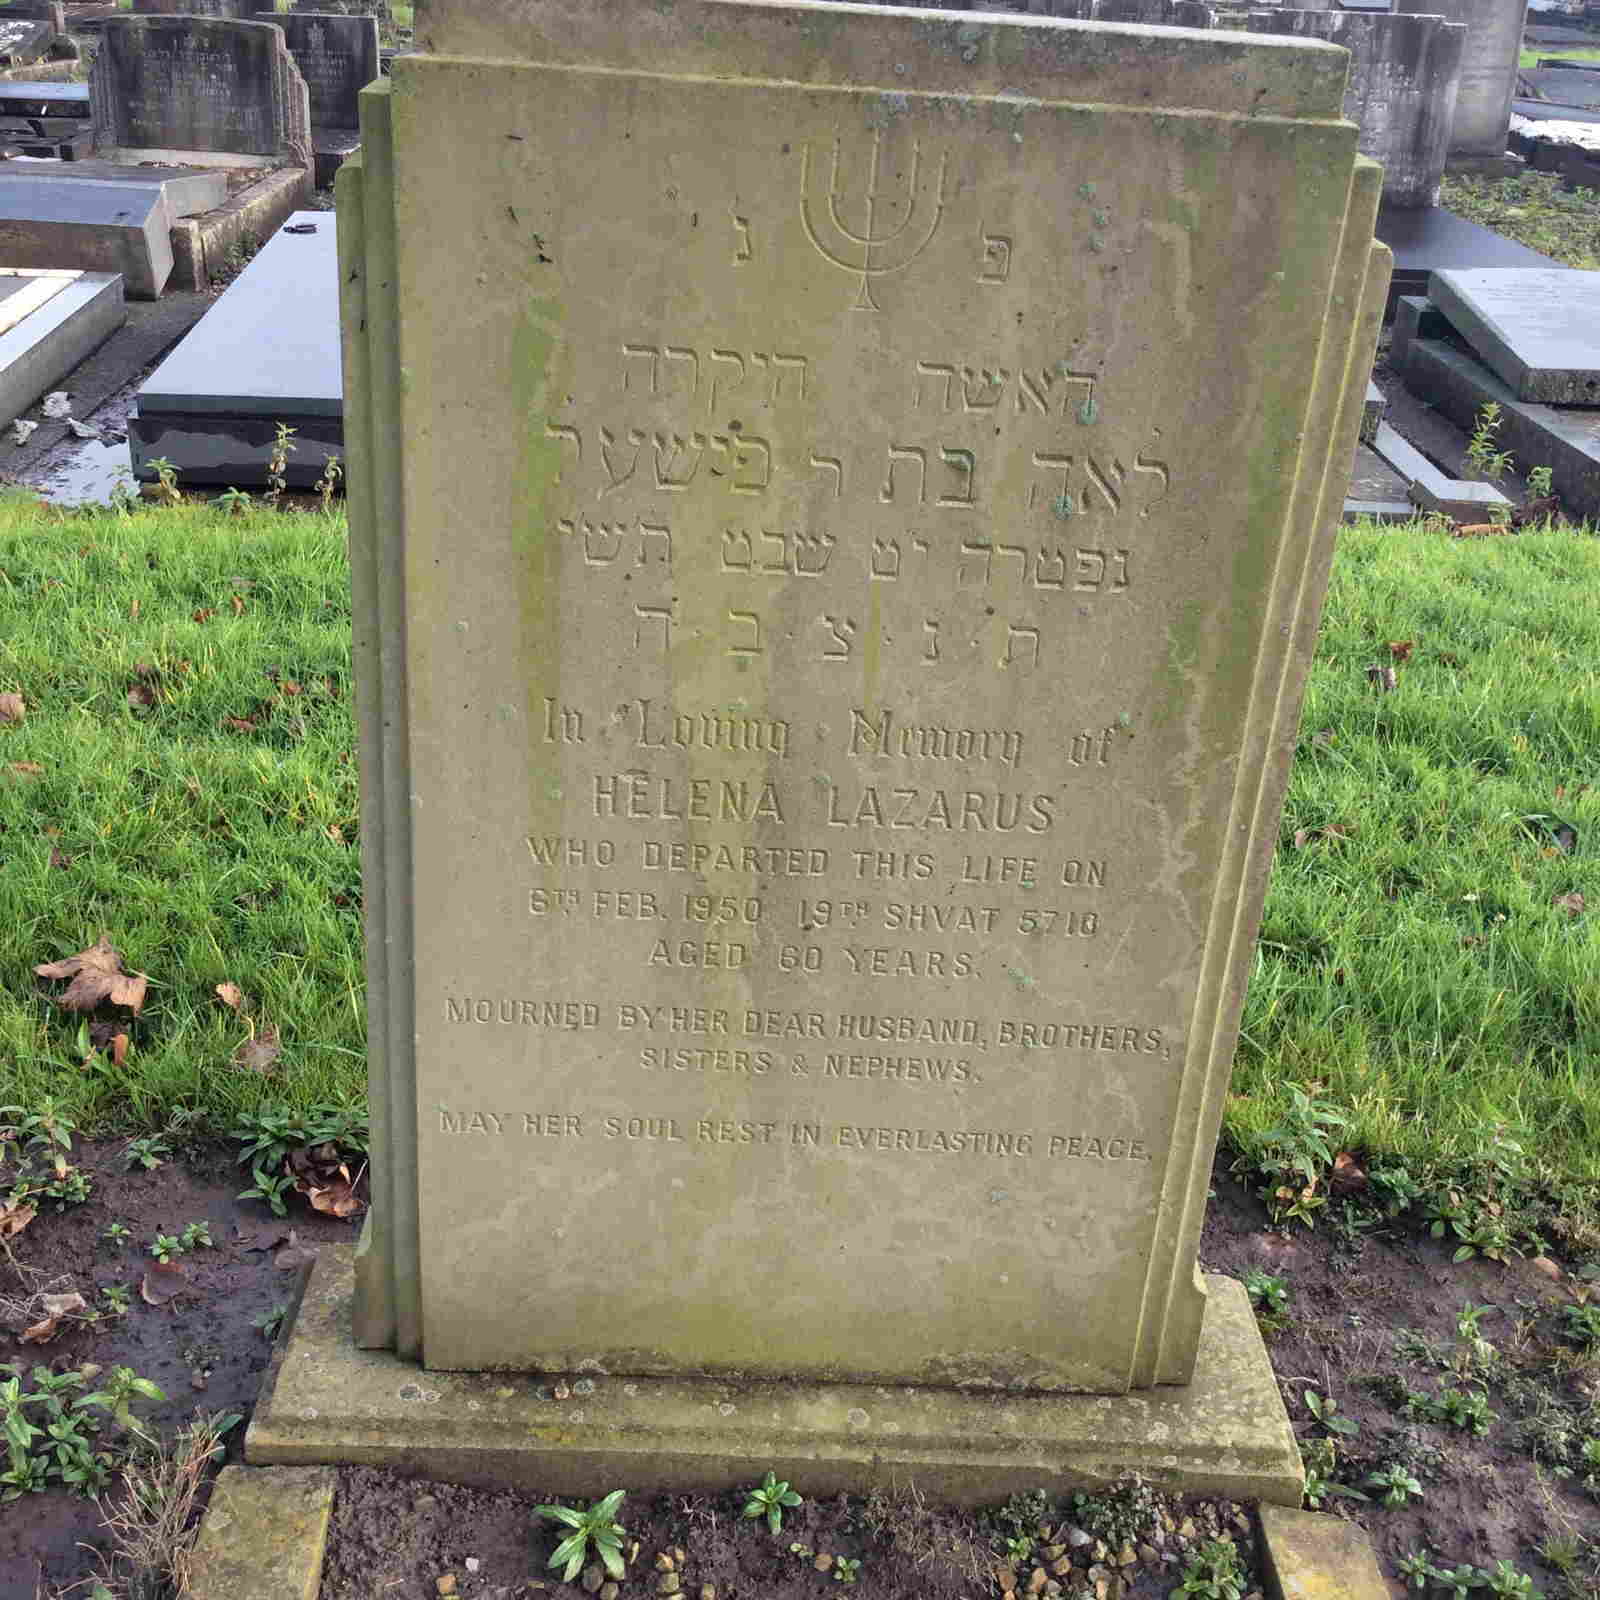 פ נ
האשה היקרה
לאה בת ר פישער
נפטרה י״ט שבט תש״י
ת · נ · צ · ב · ה
In Loving Memory of
HELENA LAZARUS
WHO DEPARTED THIS LIFE ON
6TH FEB. 1950 19TH SHVAT 5710
AGED 60 YEARS.
MOURNED BY HER DEAR HUSBAND, BROTHERS,
SISTERS & NEPHEWS.
MAY HER SOUL REST IN EVERLASTING PEACE.